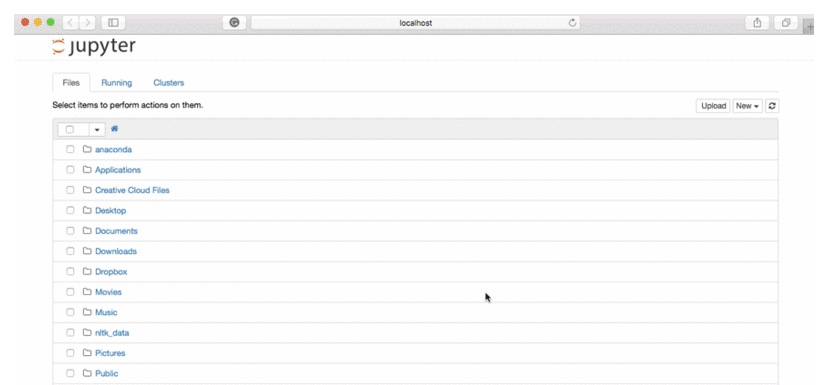 localhost
jupyter
Files Running Clusters
Select items to perform actions on them. Upload New
anaconda
Applications
Creative Cloud Files
Desktop
Documents
Downloads
Dropbox
Movies
Music
nltk_data
Pictures
Public